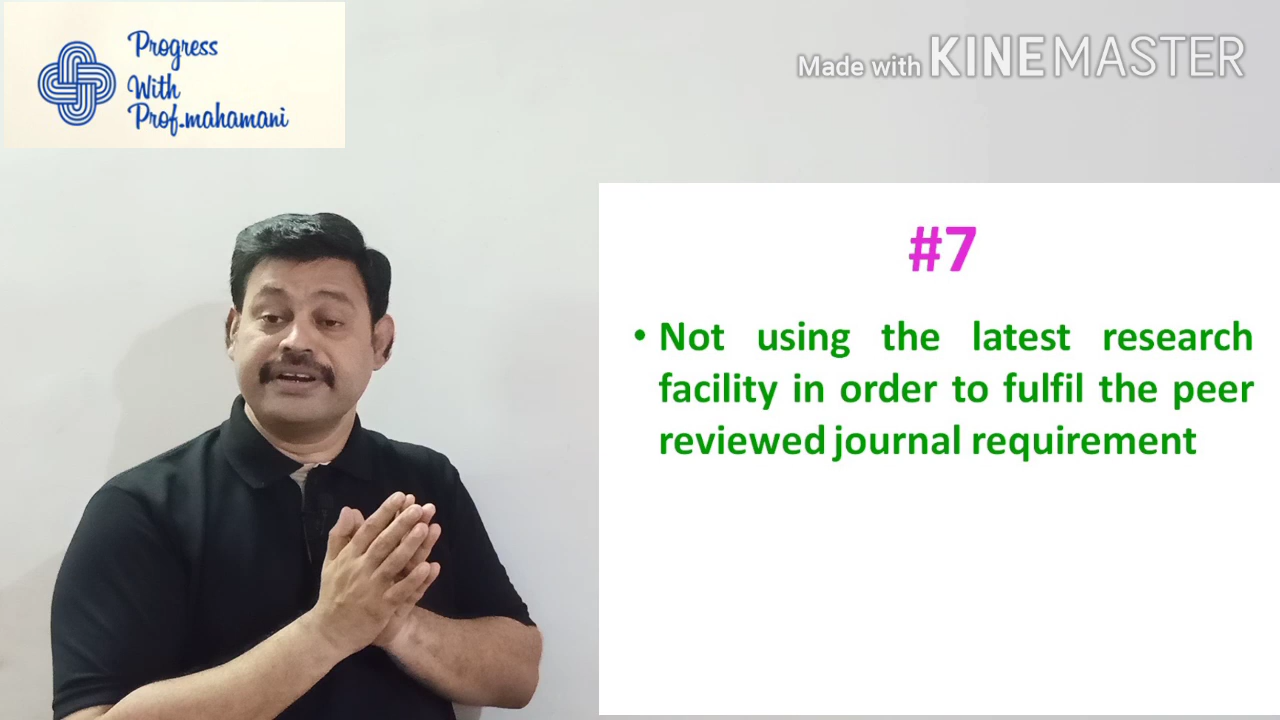 Progress
With
Prof.mahamani
Made with KINEMASTER
#7
• Not using the latest research
facility in order to fulfil the peer
reviewed journal requirement